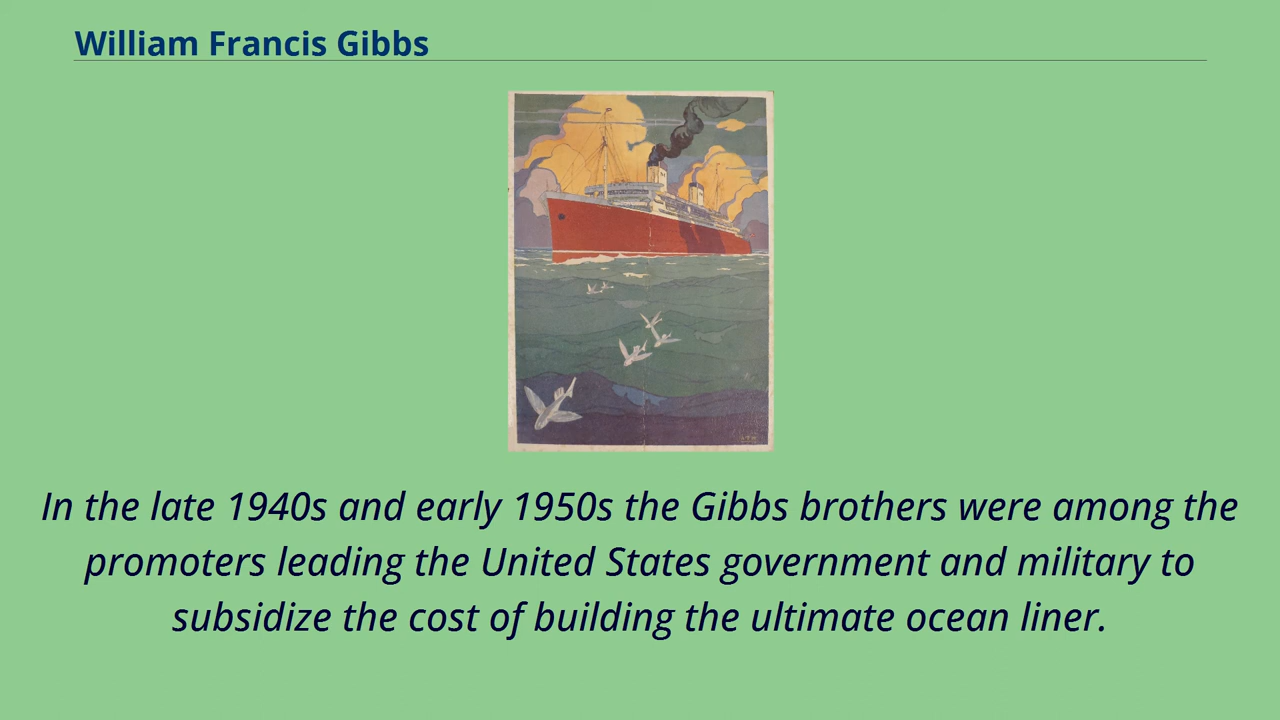 William Francis Gibbs
In the late 1940s and early 1950s the Gibbs brothers were among the
promoters leading the United States government and military to
subsidize the cost of building the ultimate ocean liner.